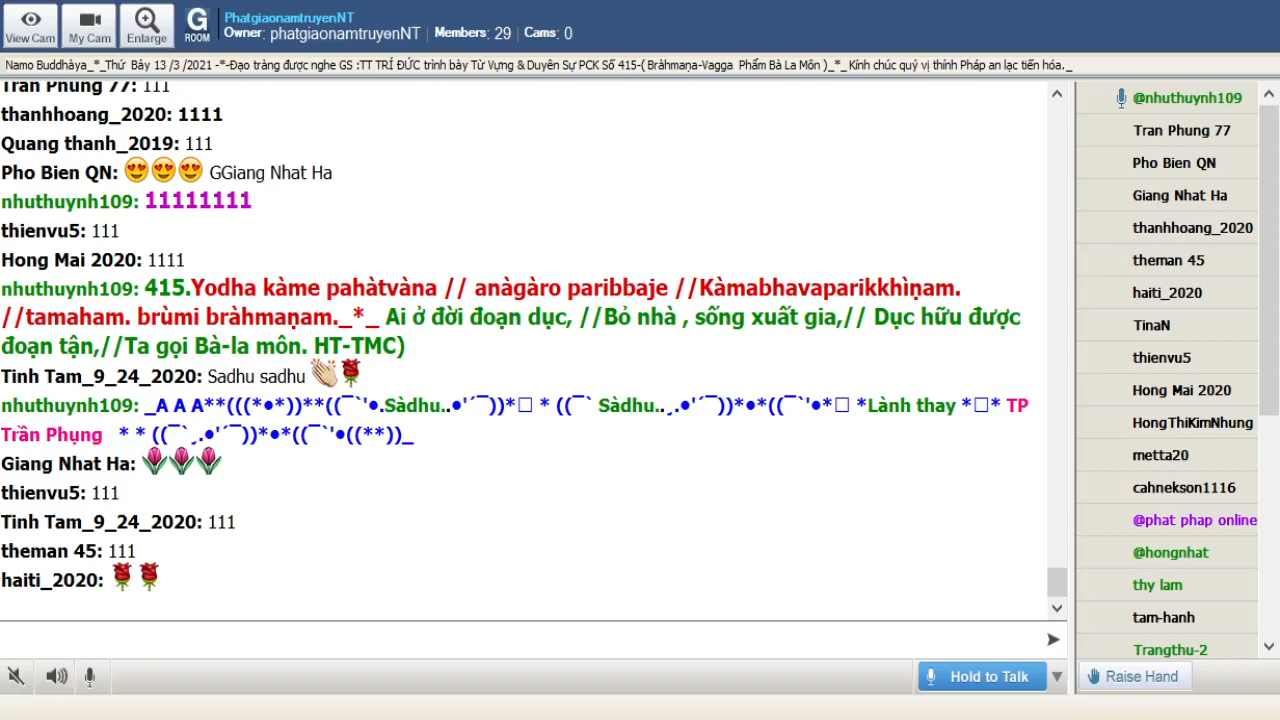 View Cam
My Cam
Enlarge
G
ROOM
PhatgiaonamtruyenNT
Owner: phatgiaonamtruyenNT | Members: 29 | Cams: 0
Namo Buddhàya_*_Thứ Bảy 13 /3 /2021 -*-Đạo tràng được nghe GS :TT TRÍ ĐỨC trình bày Từ Vựng & Duyên Sự PCK Số 415-( Bràhmaṇa-Vagga Phẩm Bà La Môn )_*_ Kính chúc quý vị thính Pháp an lạc tiến hóa._
Tran Phung 77: 111
thanhhoang_2020: 1111
Quang thanh_2019: 111
Pho Bien QN: 😍😍😍 GGiang Nhat Ha
nhuthuynh109: 11111111
thienvu5: 111
Hong Mai 2020: 1111
nhuthuynh109: 415.Yodha kàme pahàtvàna // anàgàro paribbaje //Kàmabhavaparikkhìṇam.
//tamaham. brùmi bràhmaṇam._*_ Ai ở đời đoạn dục, //Bỏ nhà , sống xuất gia,// Dục hữu được
đoạn tận,//Ta gọi Bà-la môn. HT-TMC)
Tinh Tam_9_24_2020: Sadhu sadhu 👏🌹
nhuthuynh109: _A A A**(((*•*))**((¯`'•.Sàdhu..•'´¯))*▯ * ((¯` Sàdhu..¸.•'´¯))*•*((¯`'•*▯ *Lành thay *▯* TP
Trần Phụng * * ((¯`¸.•'´¯))*•*((¯`'•((**))_
Giang Nhat Ha: 🌷🌷🌷
thienvu5: 111
Tinh Tam_9_24_2020: 111
theman 45: 111
haiti_2020: 🌹🌹
Hold to Talk
@nhuthuynh109
Tran Phung 77
Pho Bien QN
Giang Nhat Ha
thanhhoang_2020
theman 45
haiti_2020
TinaN
thienvu5
Hong Mai 2020
HongThiKimNhung
metta20
cahnekson1116
@phat phap online
@hongnhat
thy lam
tam-hanh
Trangthu-2
Raise Hand